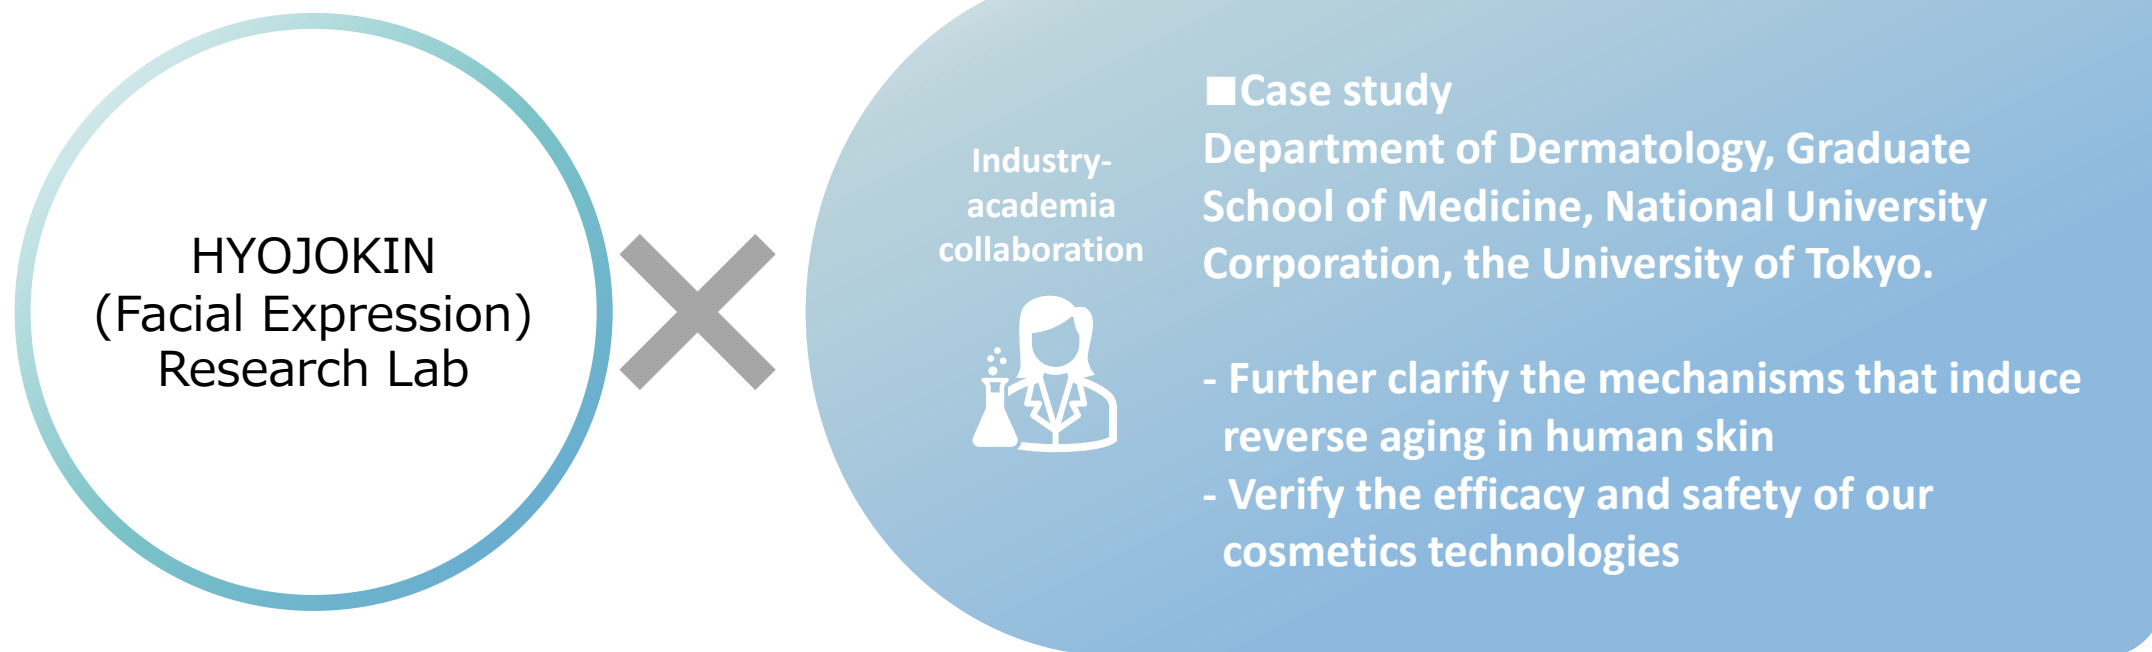 HYOJOKIN
(Facial Expression)
Research Lab
Industry-
academia
collaboration
■Case study
Department of Dermatology, Graduate
School of Medicine, National University
Corporation, the University of Tokyo.
- Further clarify the mechanisms that induce
reverse aging in human skin
- Verify the efficacy and safety of our
cosmetics technologies